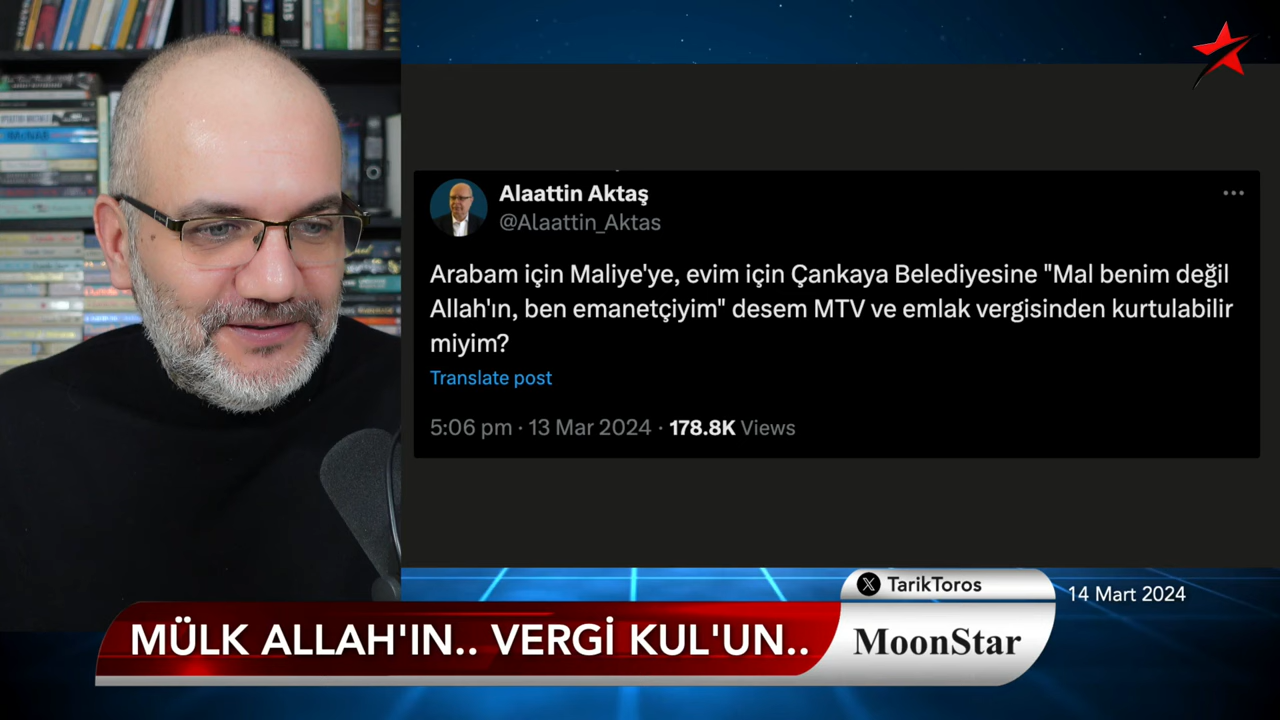 Alaattin Aktaş
@Alaattin_Aktas
Arabam için Maliye'ye, evim için Çankaya Belediyesine "Mal benim değil
Allah'ın, ben emanetçiyim" desem MTV ve emlak vergisinden kurtulabilir
miyim?
Translate post
5:06 pm · 13 Mar 2024 · 178.8K Views
TarikToros
14 Mart 2024
MÜLK ALLAH'IN.. VERGİ KUL'UN..
MoonStar